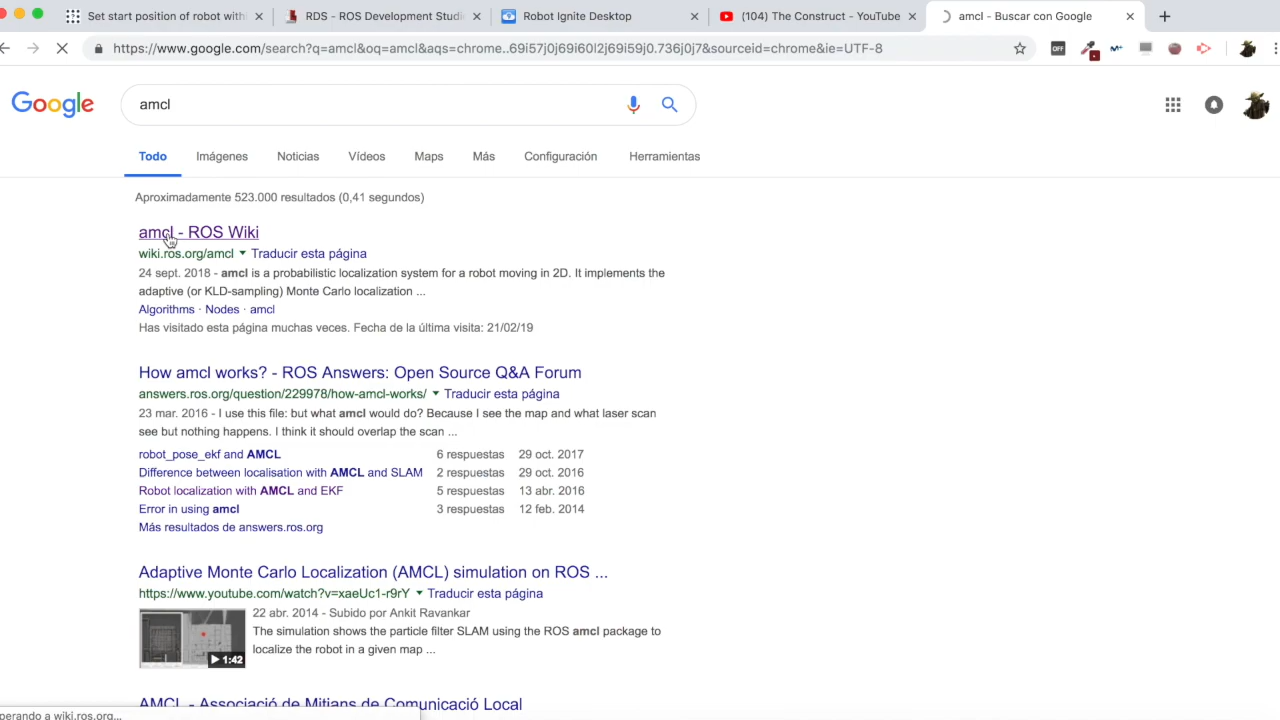 Set start position of robot with
RDS - ROS Development Studi
Robot Ignite Desktop
(104) The Construct - YouTube
amcl - Buscar con Google
https://www.google.com/search?q=amcl&oq=amcl&aqs=chrome..69i57j0j69i60l2j69i59j0.736j0j7&sourceid=chrome&ie=UTF-8
OFF
Google
amcl
Todo
Imágenes
Noticias
Vídeos
Maps
Más
Configuración
Herramientas
Aproximadamente 523.000 resultados (0,41 segundos)
amcl - ROS Wiki
wiki.ros.org/amcl Traducir esta página
24 sept. 2018 - amcl is a probabilistic localization system for a robot moving in 2D. It implements the
adaptive (or KLD-sampling) Monte Carlo localization ...
Algorithms · Nodes · amcl
Has visitado esta página muchas veces. Fecha de la última visita: 21/02/19
How amcl works? - ROS Answers: Open Source Q&A Forum
answers.ros.org/question/229978/how-amcl-works/ Traducir esta página
23 mar. 2016 - I use this file: but what amcl would do? Because I see the map and what laser scan
see but nothing happens. I think it should overlap the scan ...
robot_pose_ekf and AMCL 6 respuestas 29 oct. 2017
Difference between localisation with AMCL and SLAM 2 respuestas 29 oct. 2016
Robot localization with AMCL and EKF 5 respuestas 13 abr. 2016
Error in using amcl 3 respuestas 12 feb. 2014
Más resultados de answers.ros.org
Adaptive Monte Carlo Localization (AMCL) simulation on ROS ...
https://www.youtube.com/watch?v=xaeUc1-r9rY Traducir esta página
22 abr. 2014 - Subido por Ankit Ravankar
The simulation shows the particle filter SLAM using the ROS amcl package to
localize the robot in a given map ...
1:42
AMCL - Associació de Mitjans de Comunicació Local
perando a wiki.ros.org...